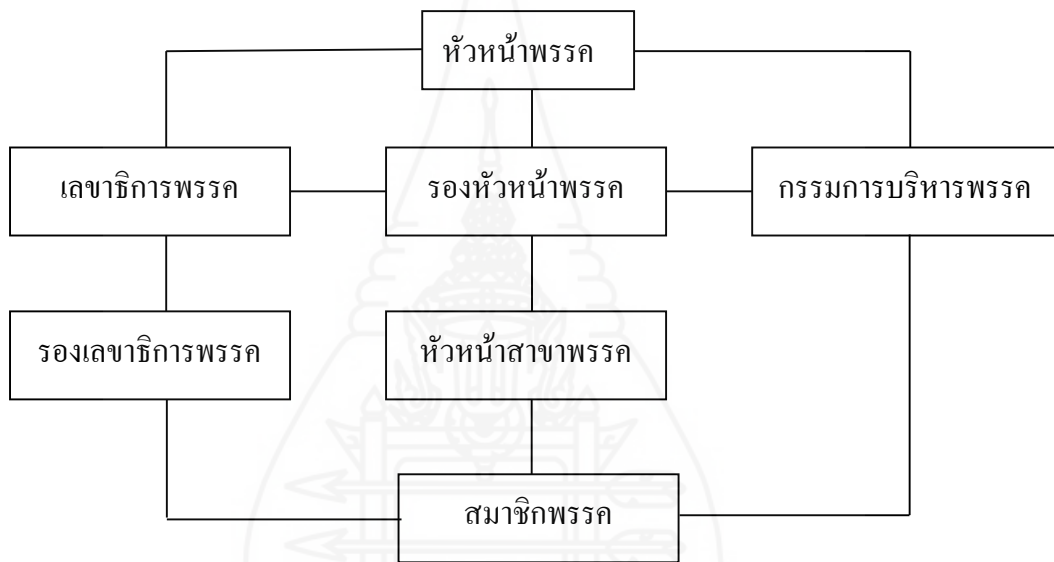 หัวหน้าพรรค
เลขาธิการพรรค
รองหัวหน้าพรรค
กรรมการบริหารพรรค
รองเลขาธิการพรรค
หัวหน้าสาขาพรรค
สมาชิกพรรค